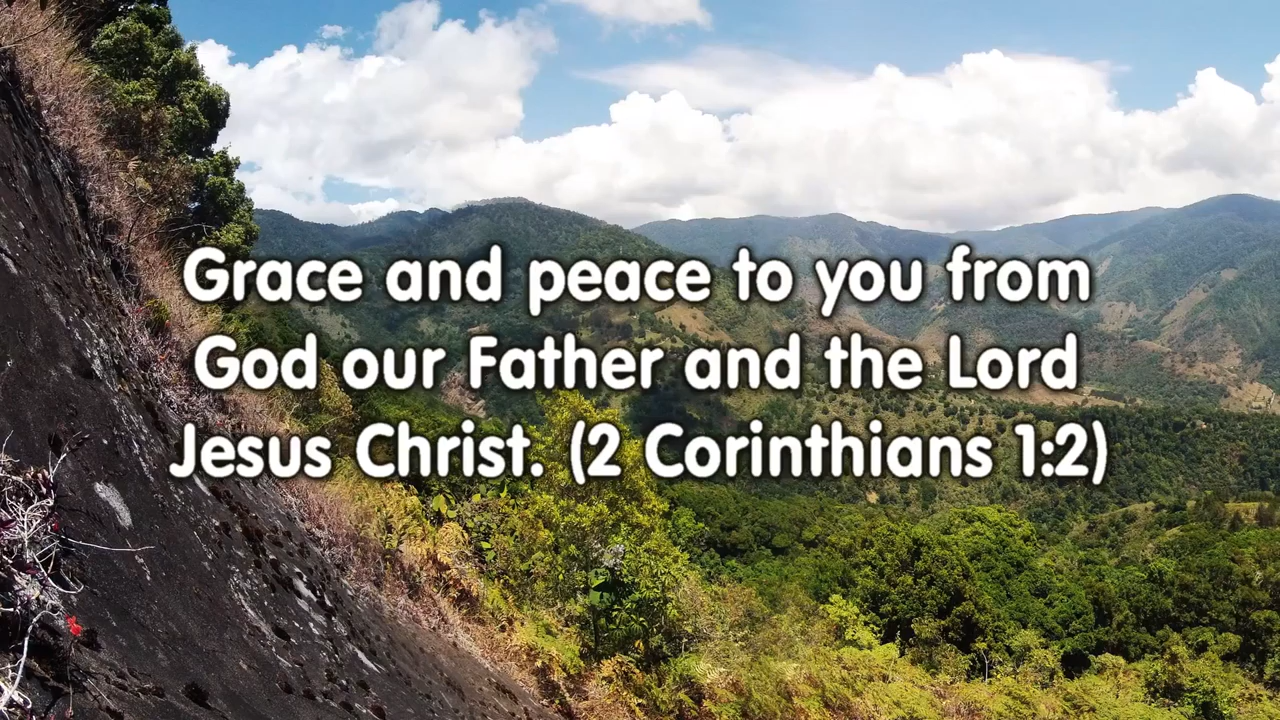 Grace and peace to you from
God our Father and the Lord
Jesus Christ. (2 Corinthians 1:2)